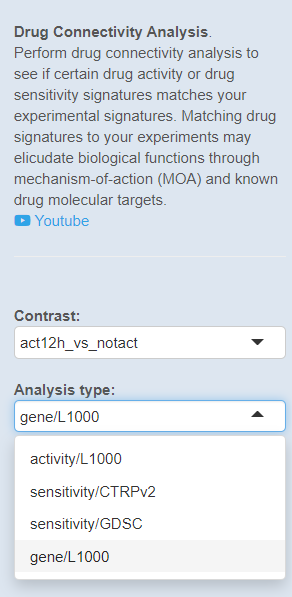 Drug Connectivity Analysis.
Perform drug connectivity analysis to
see if certain drug activity or drug
sensitivity signatures matches your
experimental signatures. Matching drug
signatures to your experiments may
elicudate biological functions through
mechanism-of-action (MOA) and known
drug molecular targets.
Youtube
Contrast:
act12h_vs_notact
Analysis type:
gene/L1000
activity/L1000
sensitivity/CTRPv2
sensitivity/GDSC
gene/L1000